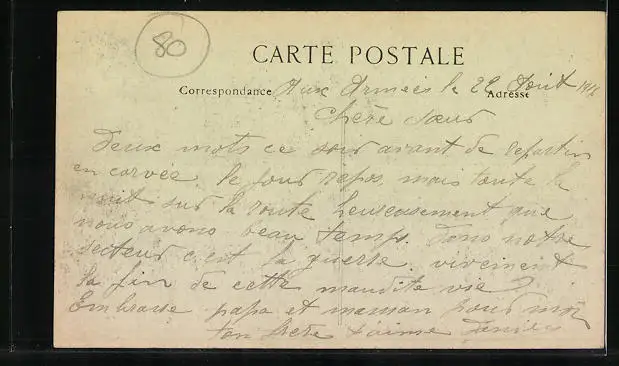 80
CARTE POSTALE
Correspondance Adresse
Aux Armées le 22 Août
Chère Sœur
Deux mots ce soir avant de repartir
en corvée le jour repos, mais toute la
nuit sur la route heureusement que
nous avons beau temps. Dans notre
secteur c'est la guerre. vivement
la fin de cette maudite vie
Embrasse papa et maman pour moi
ton frère t'aime